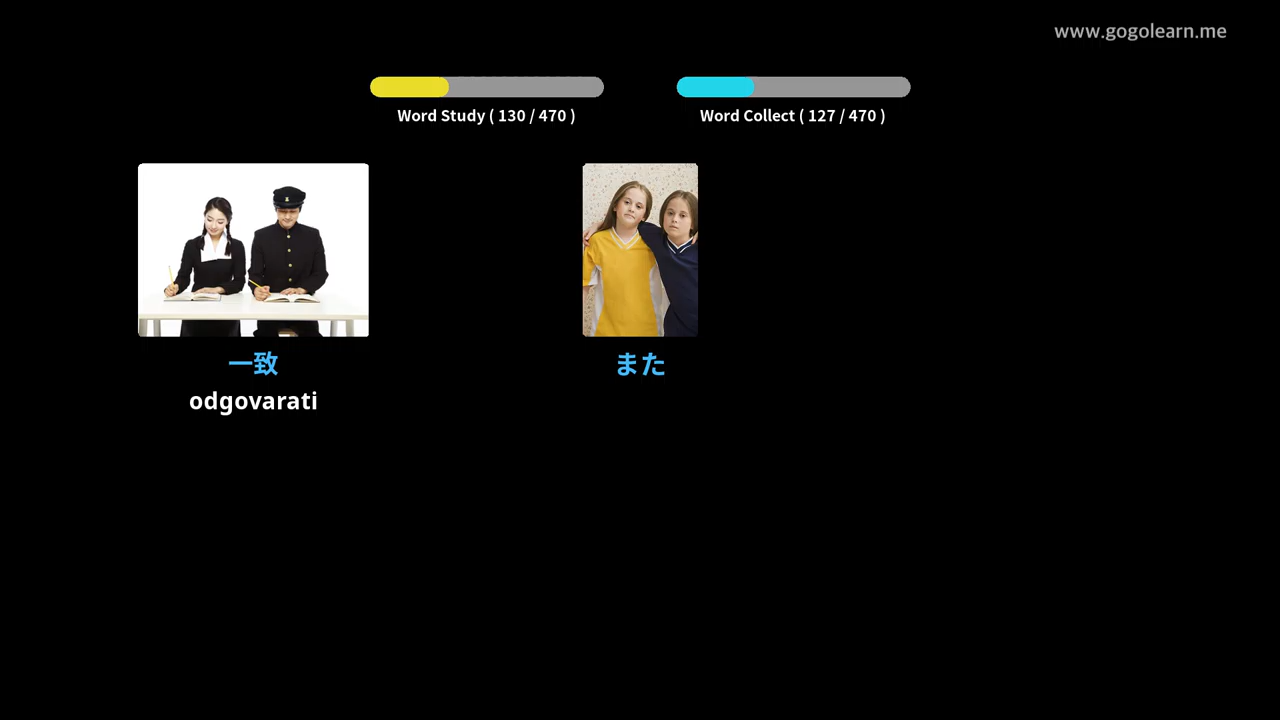 www.gogolearn.me
Word Study ( 130 / 470 )
Word Collect ( 127 / 470 )
一致
odgovarati
また